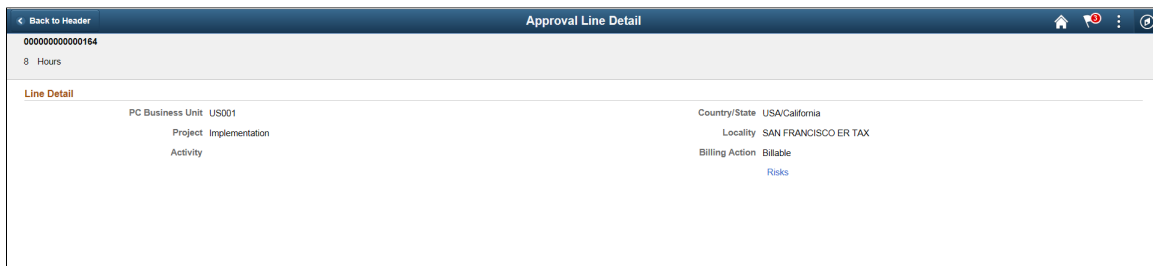 Back to Header
Approval Line Detail
3
000000000000164
8 Hours
Line Detail
PC Business Unit US001
Country/State USA/California
Project Implementation
Locality SAN FRANCISCO ER TAX
Activity
Billing Action Billable
Risks